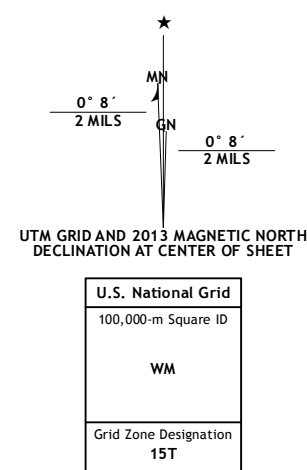 MN
GN
0° 8´
2 MILS
0° 8´
2 MILS
UTM GRID AND 2013 MAGNETIC NORTH
DECLINATION AT CENTER OF SHEET
U.S. National Grid
100,000-m Square ID
WM
Grid Zone Designation
15T